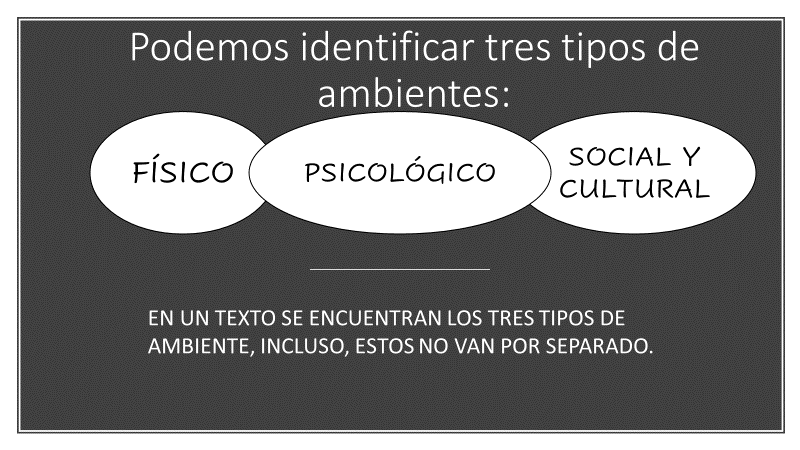 Podemos identificar tres tipos de
ambientes:
FÍSICO
PSICOLÓGICO
SOCIAL Y
CULTURAL
EN UN TEXTO SE ENCUENTRAN LOS TRES TIPOS DE
AMBIENTE, INCLUSO, ESTOS NO VAN POR SEPARADO.